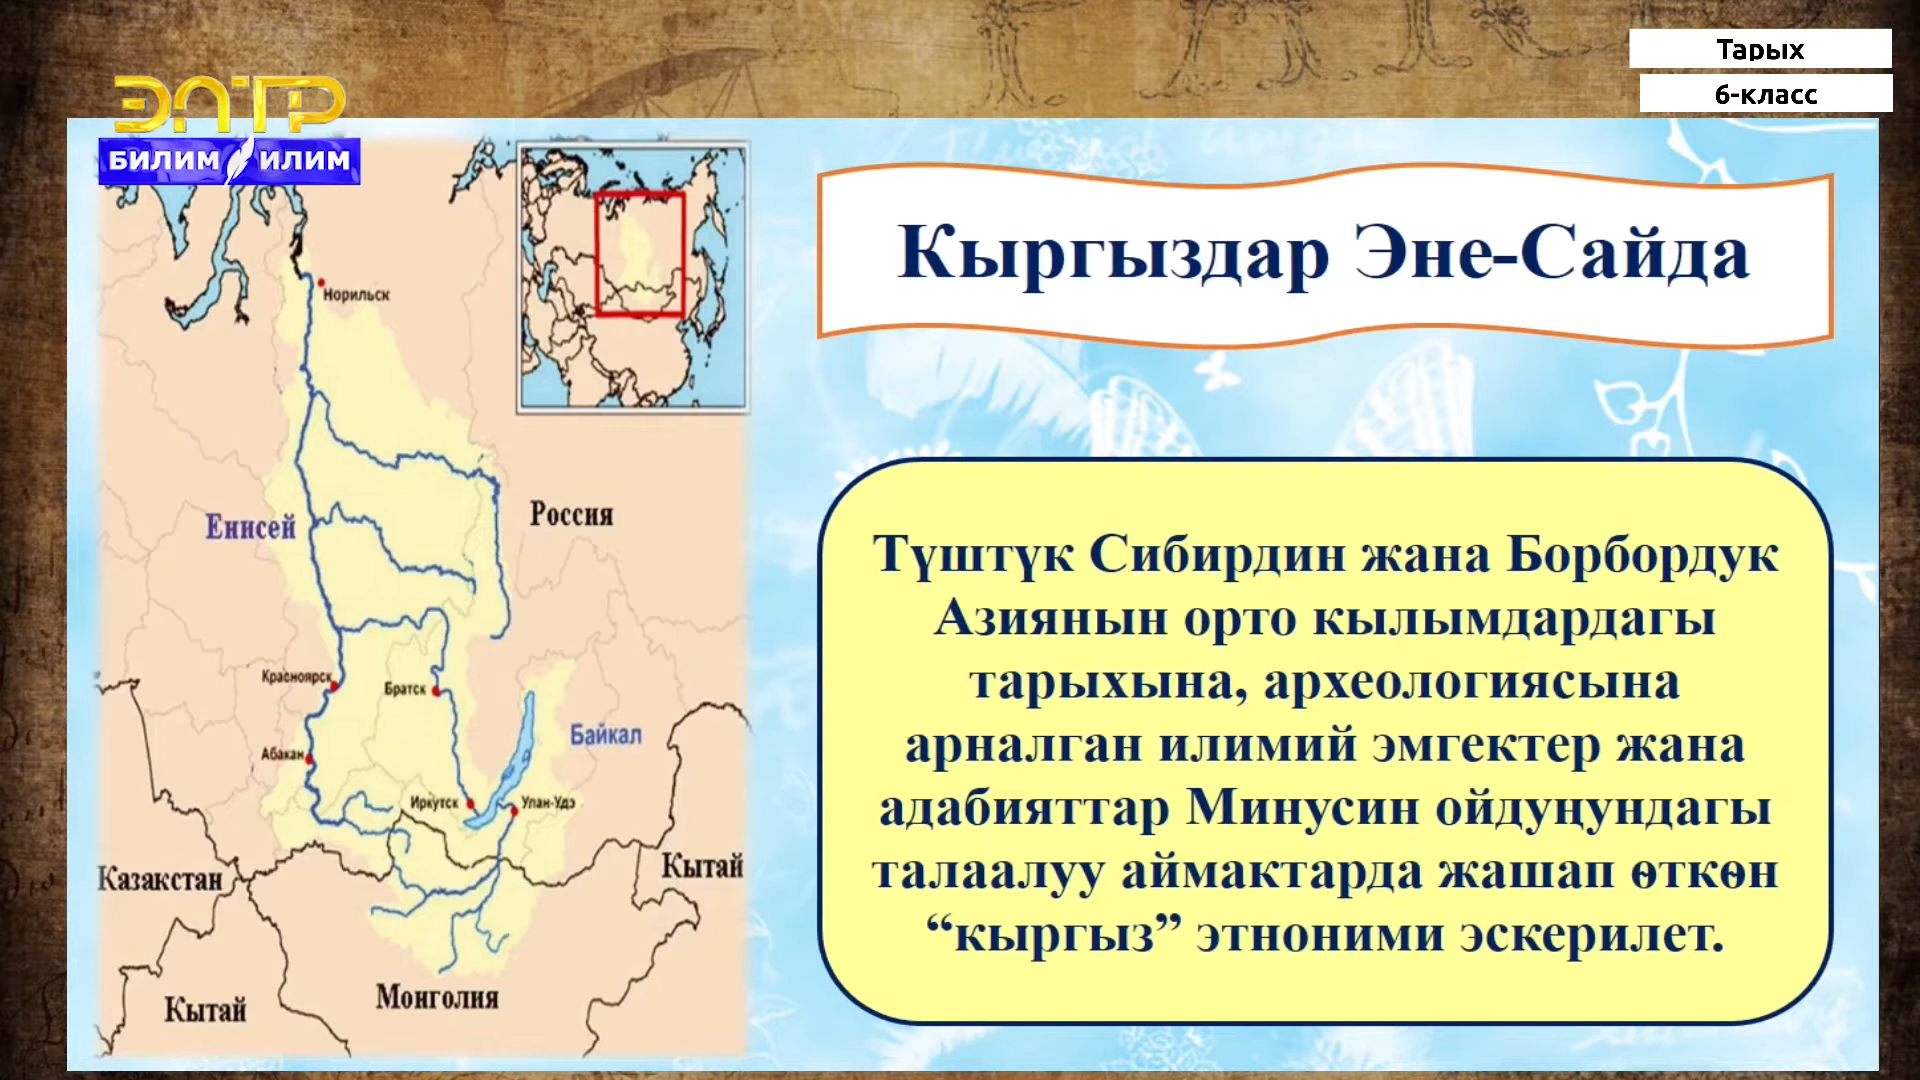 Тарых
6-класс
ЭЛТР
БИЛИМ ИЛИМ
Кыргыздар Эне-Сайда
Түштүк Сибирдин жана Борбордук
Азиянын орто кылымдардагы
тарыхына, археологиясына
арналган илимий эмгектер жана
адабияттар Минусин ойдуңундагы
талаалуу аймактарда жашап өткөн
“кыргыз” этноними эскерилет.
Норильск
Енисей
Россия
Красноярск
Братск
Байкал
Абакан
Иркутск
Улан-Удэ
Казахстан
Кытай
Кытай
Монголия